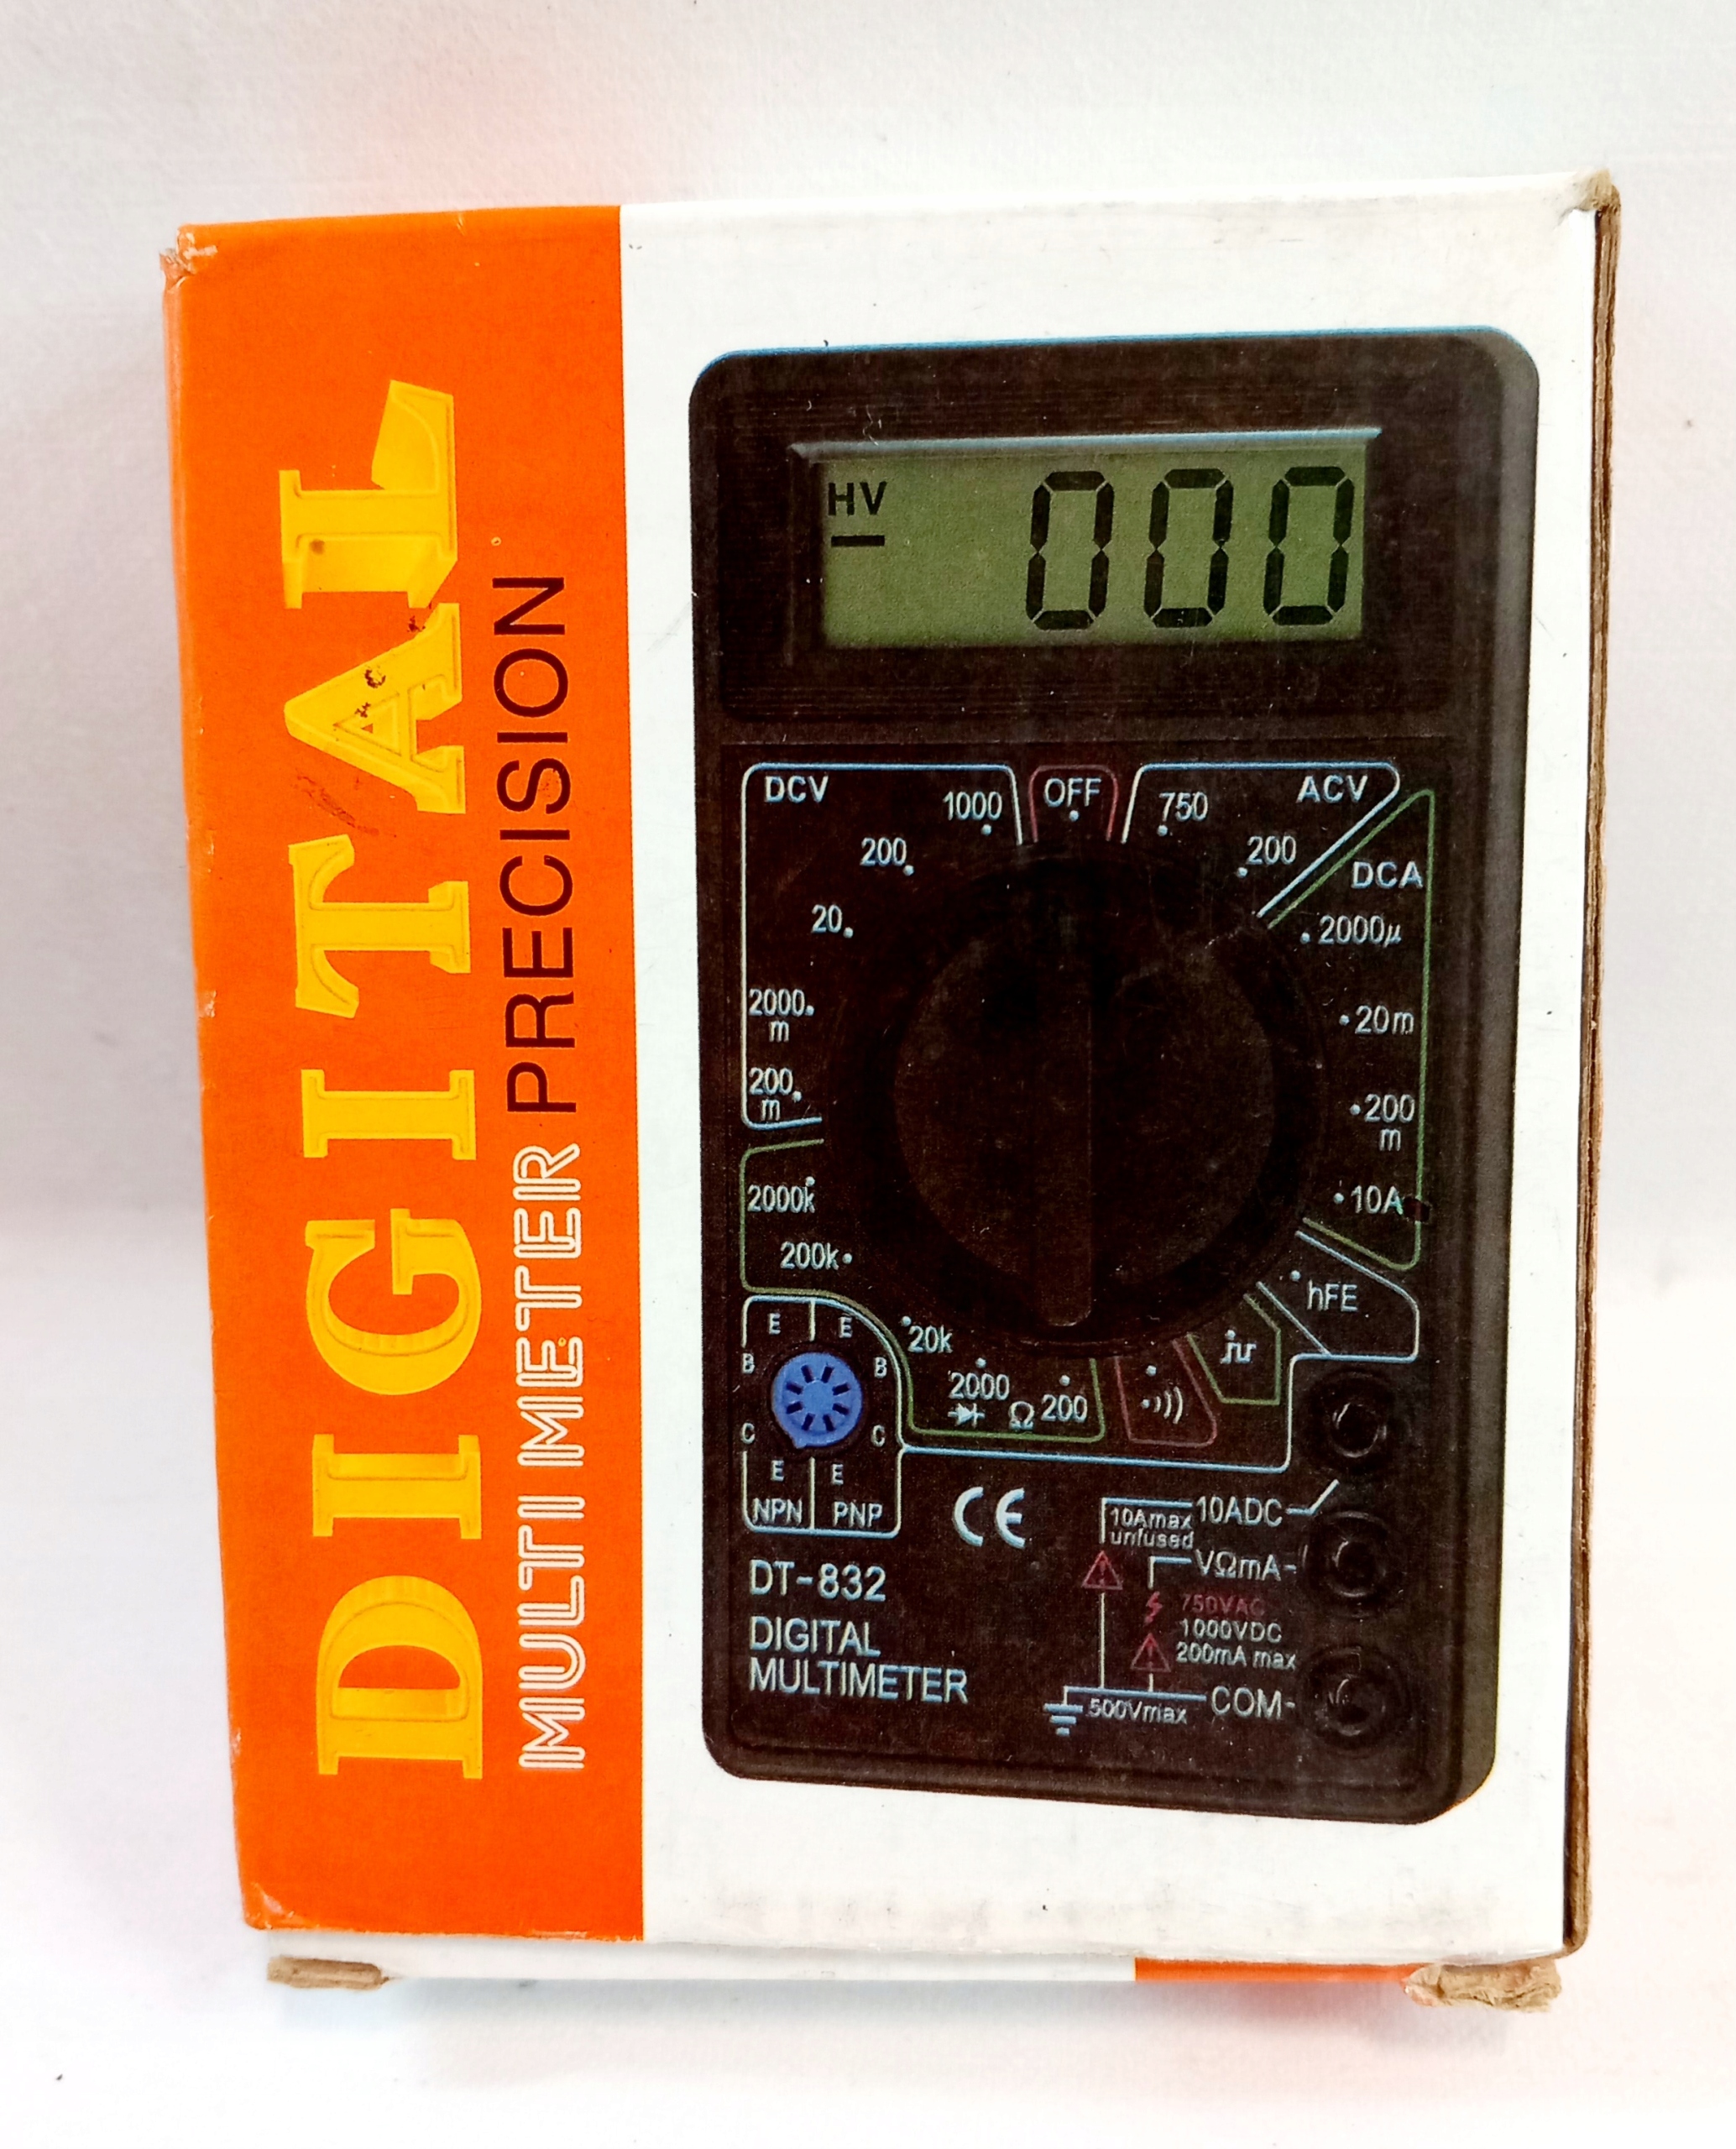 DIGITAL
MULTI METER PRECISION
HV
- 000
DCV
1000
OFF
750
ACV
200
200
DCA
20
2000µ
2000
m
20m
200
m
200
m
2000k
10A
200k
hFE
20k
2000
Ω 200
E E
B B
C C
E E
NPN PNP
CE
10ADC
10Amax
unfused
VΩmA
750VAC
1000VDC
200mA max
COM
500Vmax
DT-832
DIGITAL
MULTIMETER